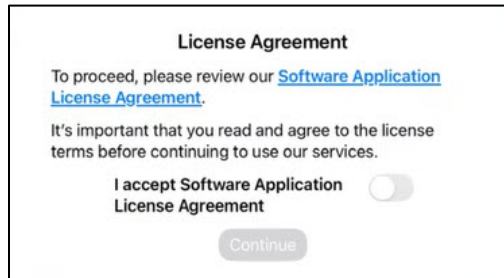 License Agreement
To proceed, please review our Software Application
License Agreement.
It's important that you read and agree to the license
terms before continuing to use our services.
I accept Software Application
License Agreement
Continue